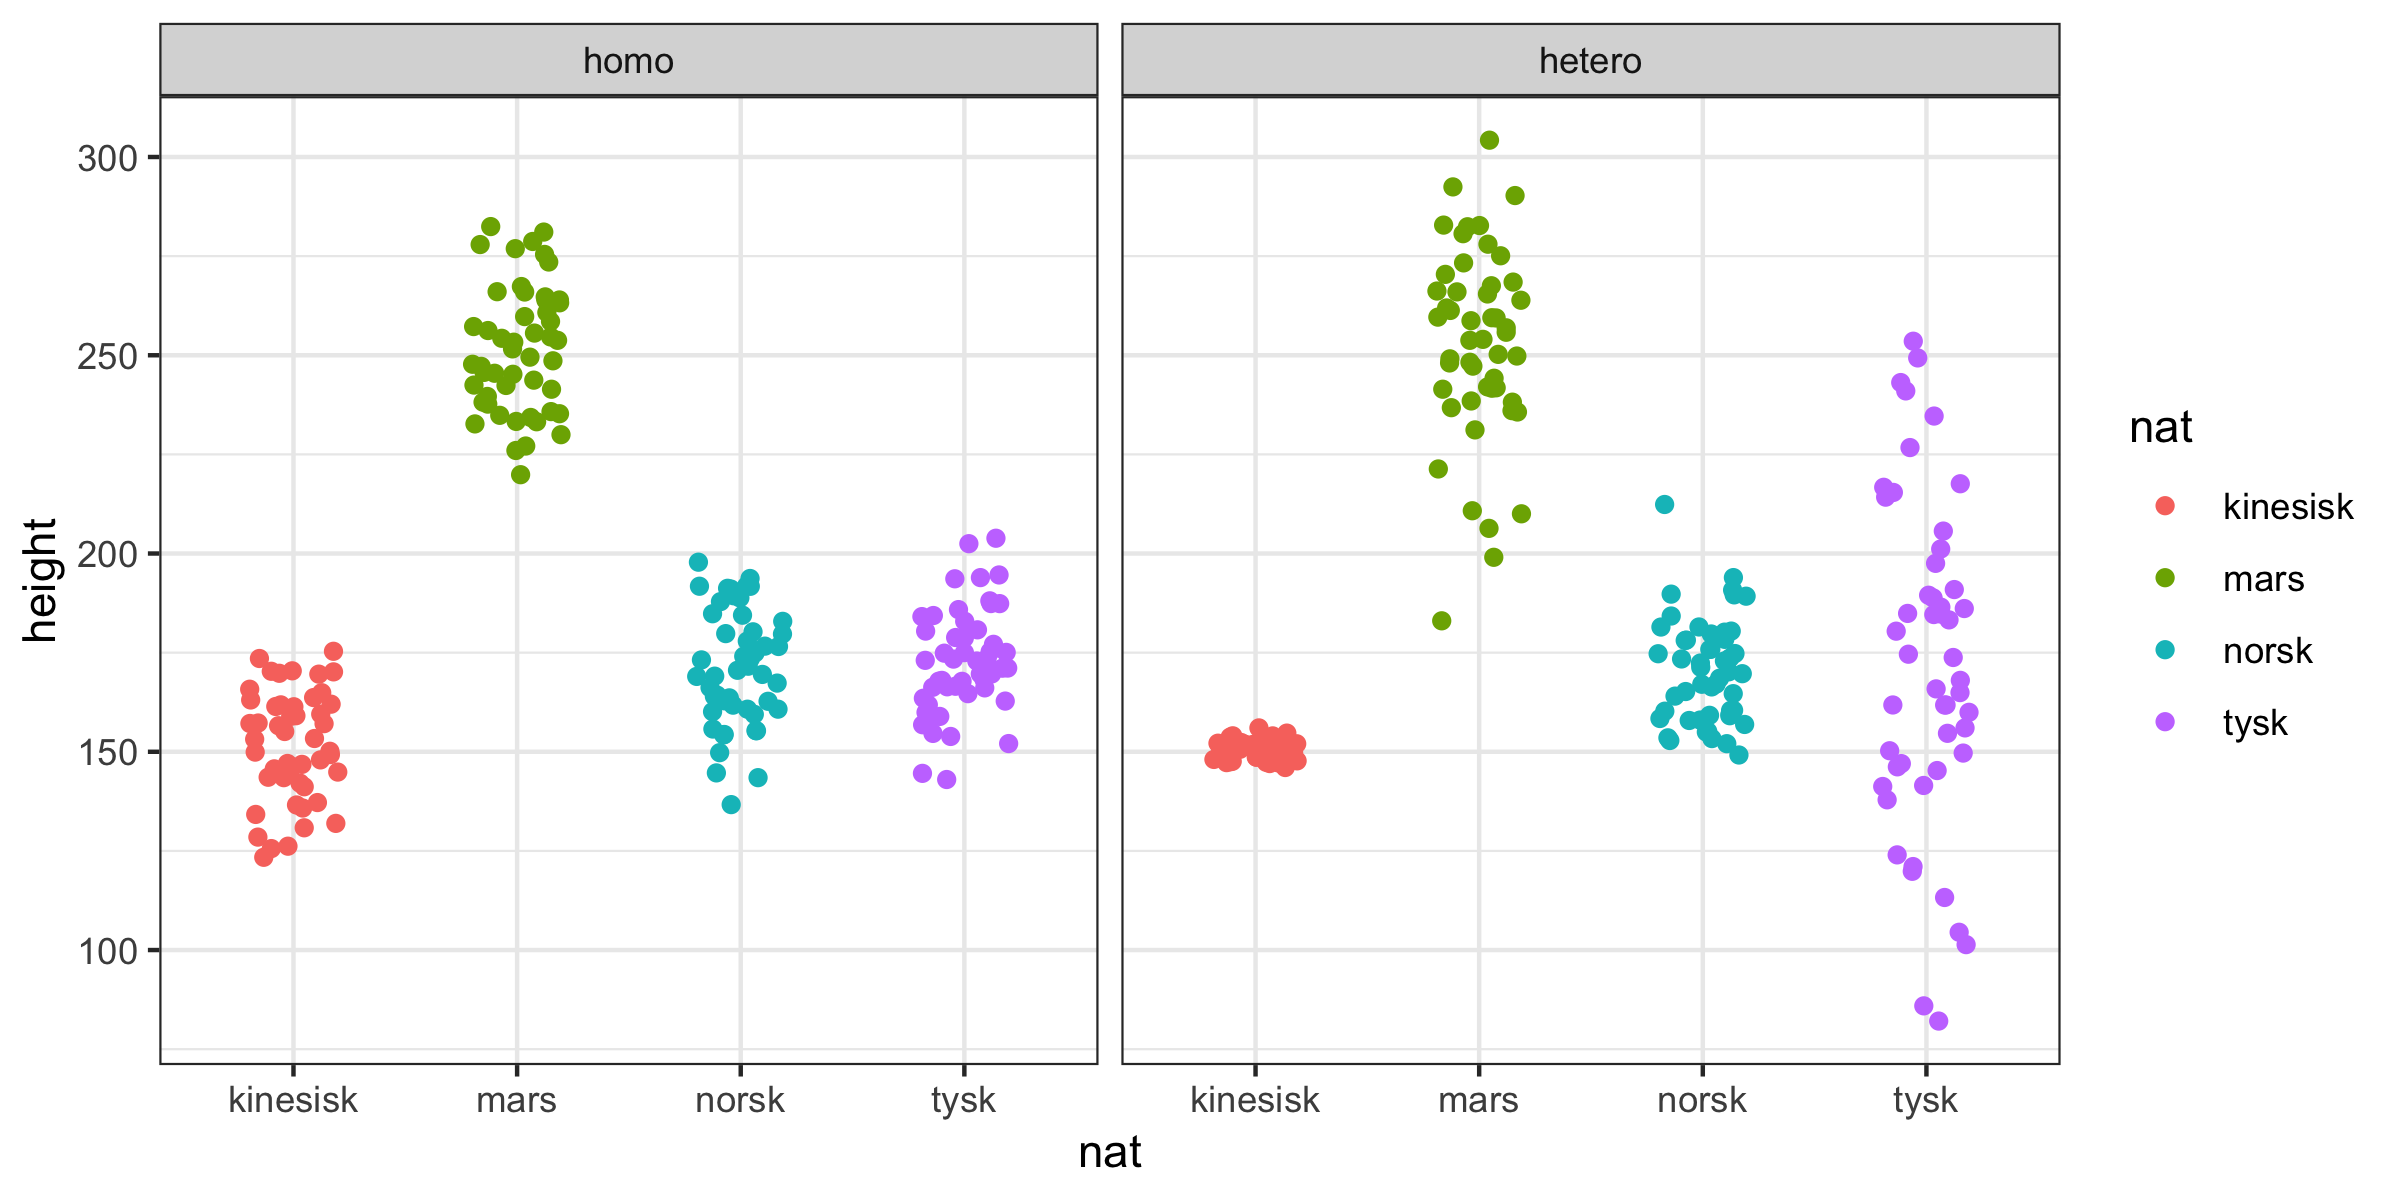 homo
hetero
height
300
250
200
150
100
kinesisk
mars
norsk
tysk
kinesisk
mars
norsk
tysk
nat
nat
kinesisk
mars
norsk
tysk